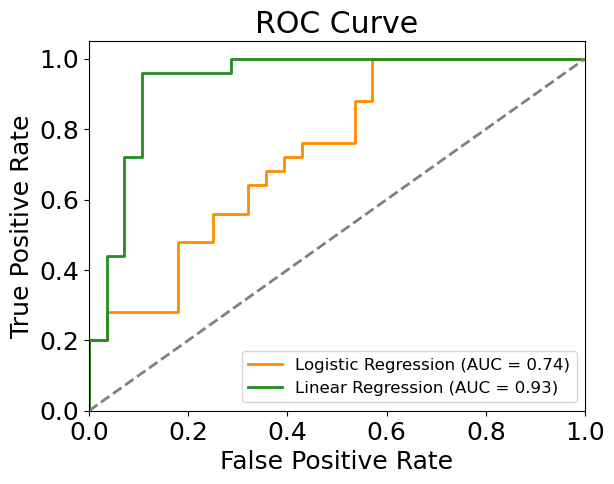 ROC Curve
True Positive Rate
1.0
0.8
0.6
0.4
0.2
0.0
Logistic Regression (AUC = 0.74)
Linear Regression (AUC = 0.93)
0.0 0.2 0.4 0.6 0.8 1.0
False Positive Rate